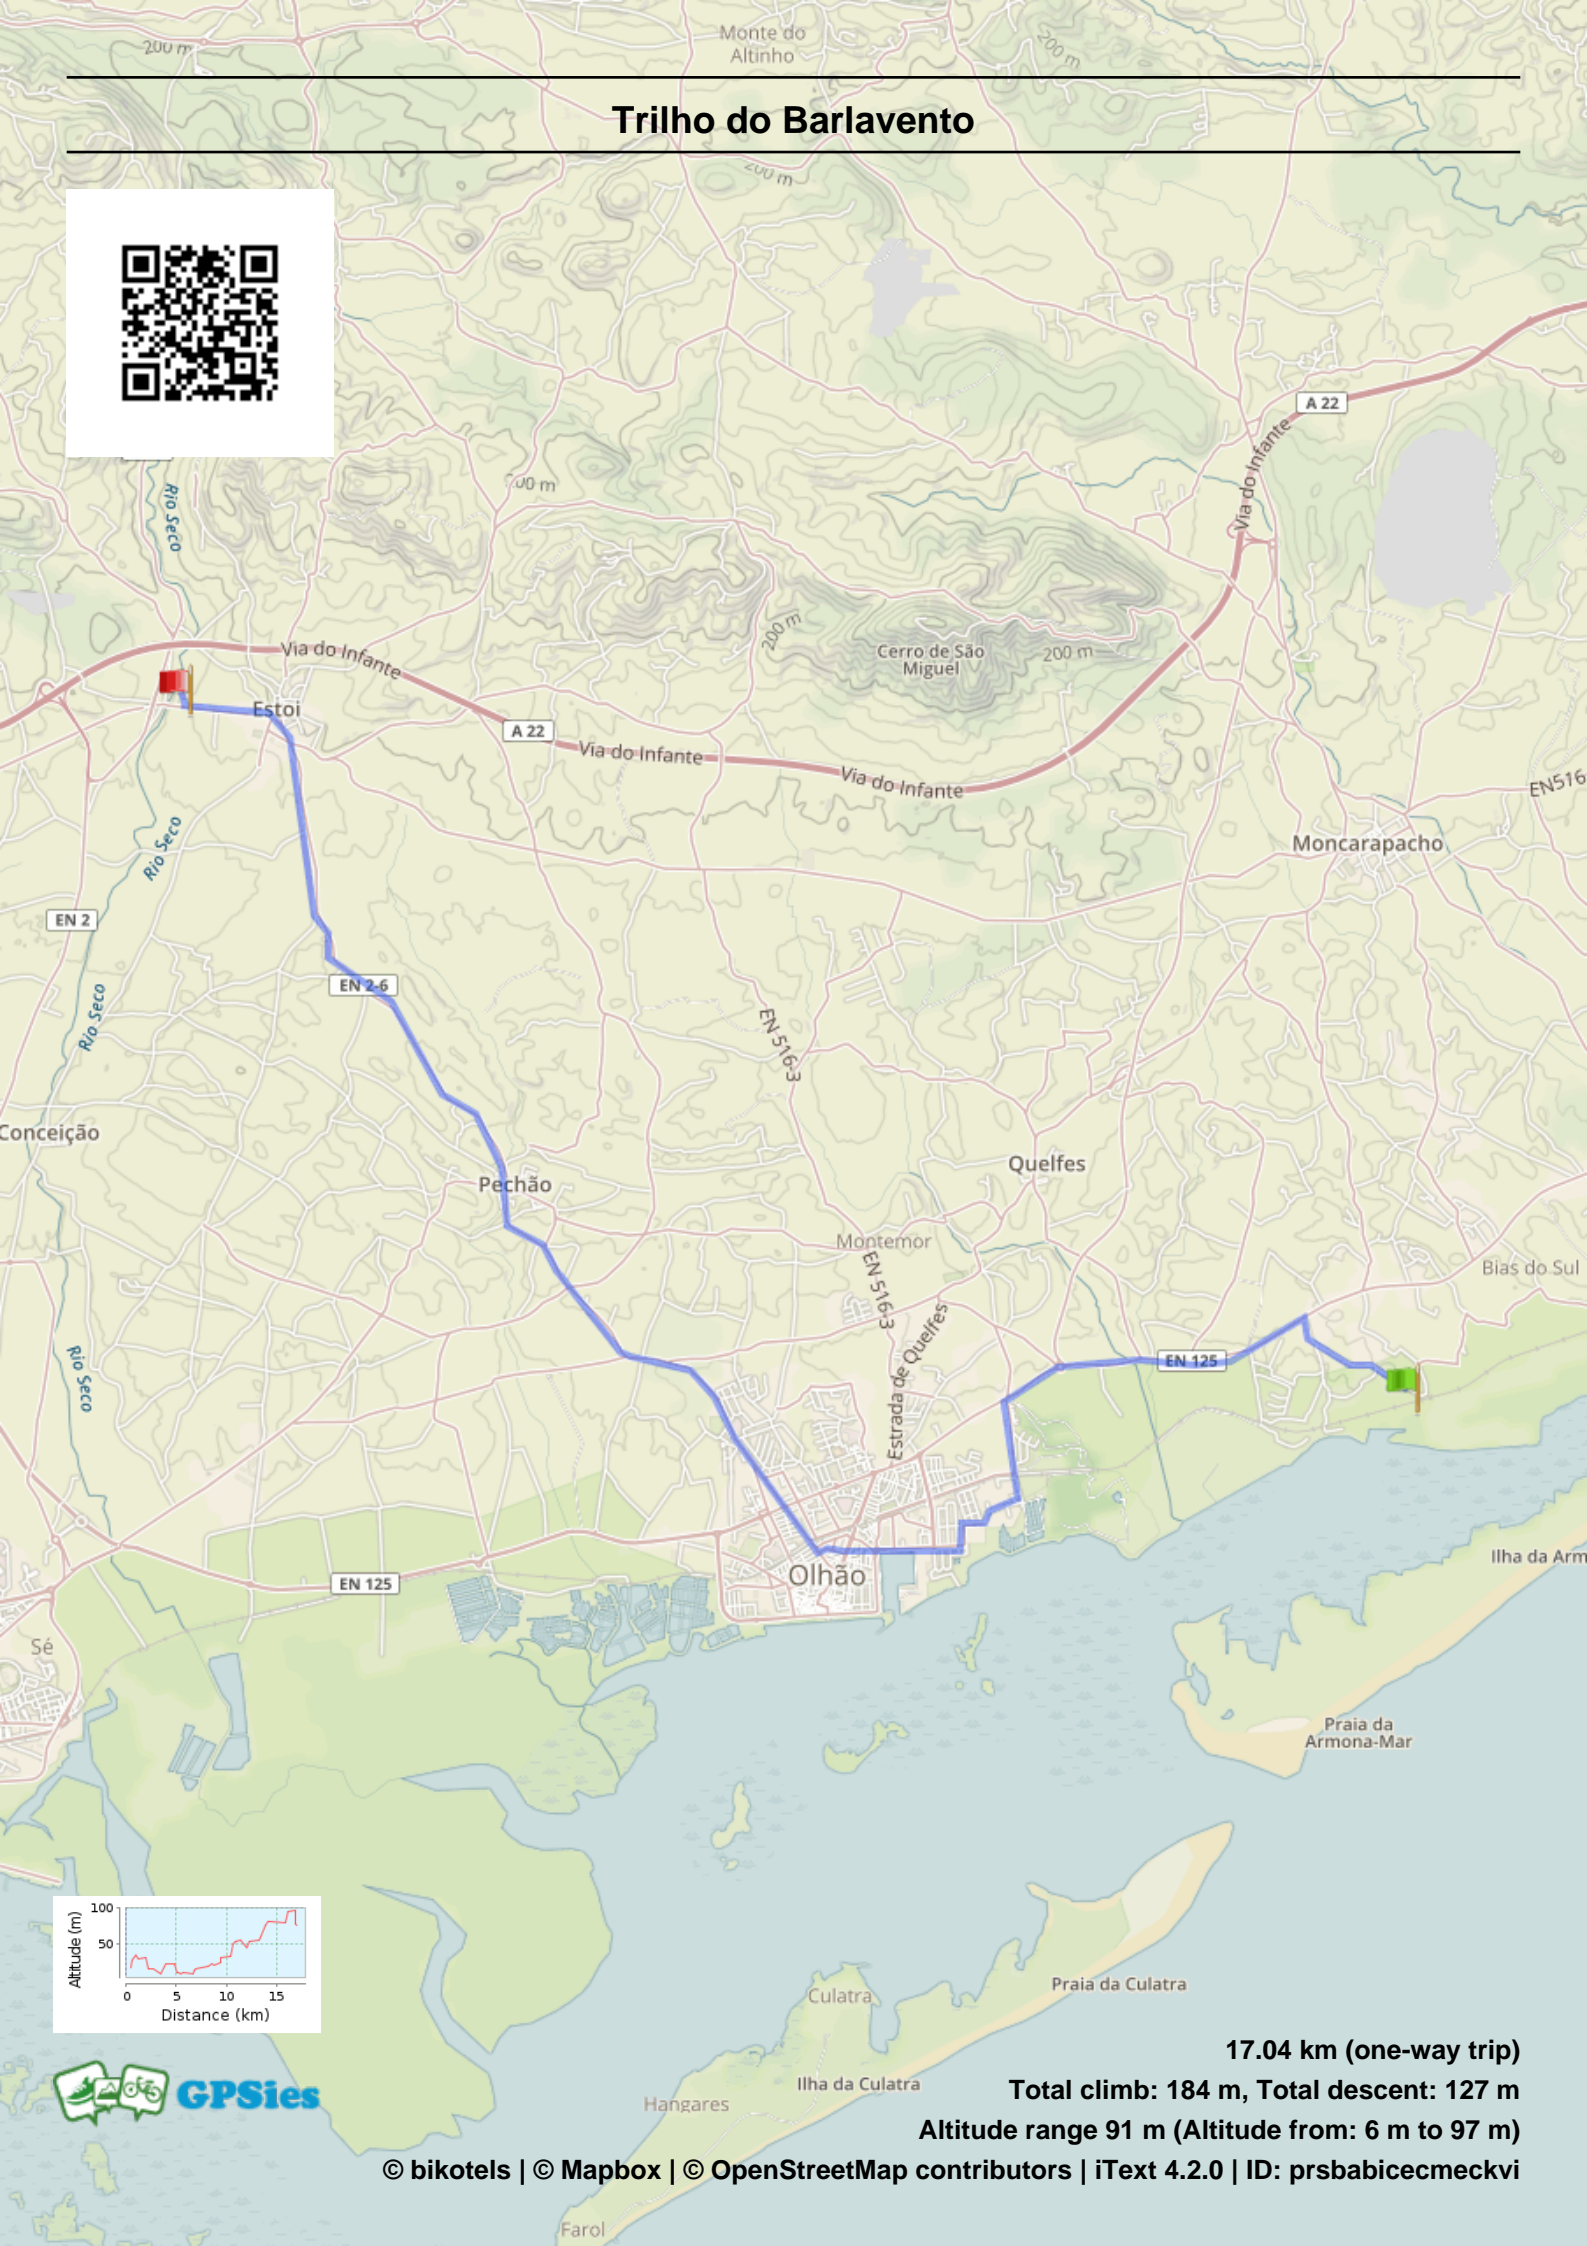 Monte do
Altinho
200 m
200 m
Trilho do Barlavento
200 m
A 22
Via do Infante
Rio Seco
200 m
200 m
Cerro de São
Miguel
200 m
Via do Infante
Estoi
A 22
Via do Infante
Via do Infante
EN516
Moncarapacho
Rio Seco
EN 2
EN 2-6
Rio Seco
EN 516-3
Conceição
Quelfes
Pechão
Montemor
EN 516-3
Bias do Sul
Estrada de Quelfes
EN 125
Rio Seco
Olhão
Ilha da Arm
EN 125
Sé
Praia da
Armona-Mar
Altitude (m)
100
50
0 5 10 15
Distance (km)
Praia da Culatra
Culatra
Ilha da Culatra
Hangares
Farol
GPSies
17.04 km (one-way trip)
Total climb: 184 m, Total descent: 127 m
Altitude range 91 m (Altitude from: 6 m to 97 m)
© bikotels | © Mapbox | © OpenStreetMap contributors | iText 4.2.0 | ID: prsbabicecmeckvi